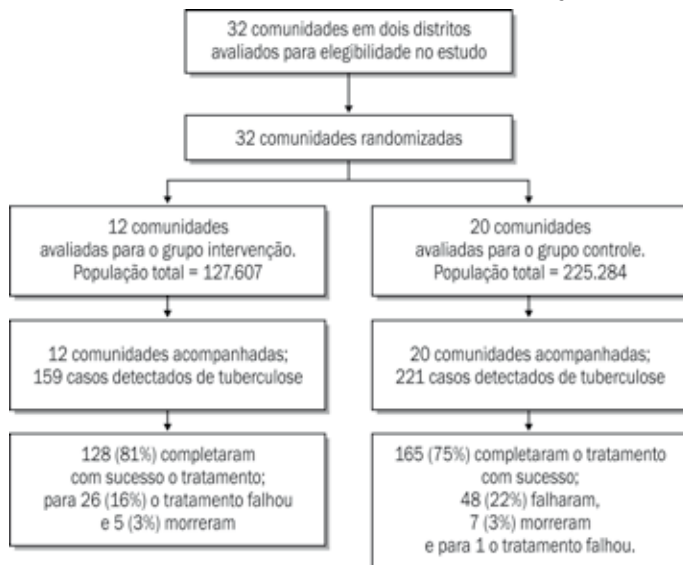 32 comunidades em dois distritos
avaliados para elegibilidade no estudo
32 comunidades randomizadas
12 comunidades
avaliadas para o grupo intervenção.
População total = 127.607
20 comunidades
avaliadas para o grupo controle.
População total = 225.284
12 comunidades acompanhadas;
159 casos detectados de tuberculose
20 comunidades acompanhadas;
221 casos detectados de tuberculose
128 (81%) completaram
com sucesso o tratamento;
para 26 (16%) o tratamento falhou
e 5 (3%) morreram
165 (75%) completaram o tratamento
com sucesso;
48 (22%) falharam,
7 (3%) morreram
e para 1 o tratamento falhou.